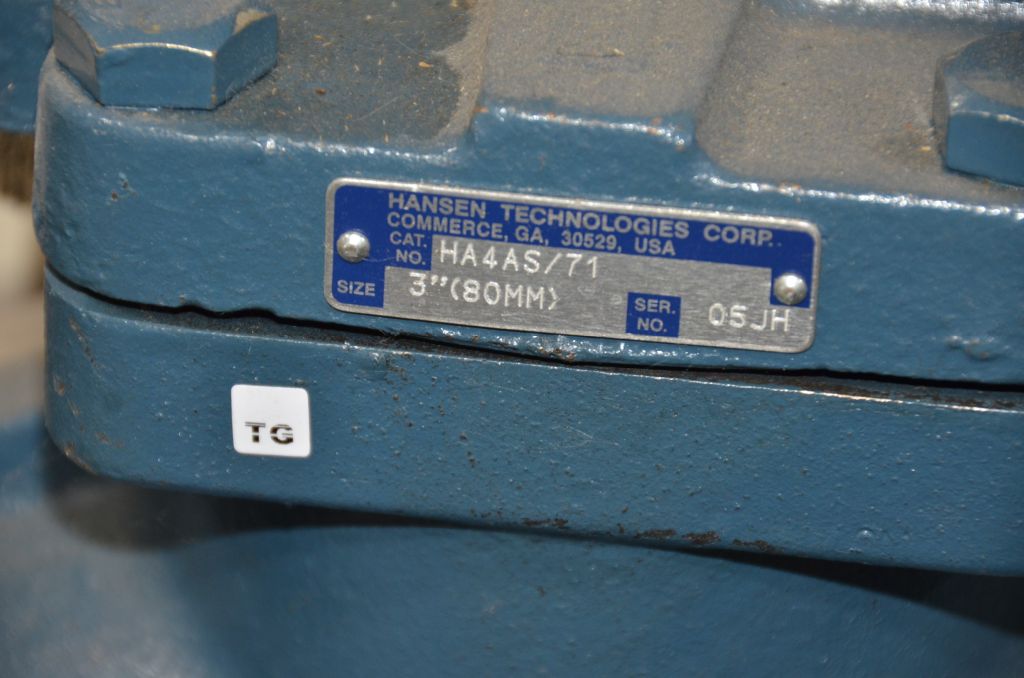 HANSEN TECHNOLOGIES CORP.
COMMERCE, GA, 30529, USA
CAT. NO. HA4AS/71
SIZE 3"(80MM)
SER. NO. 05JH
TG